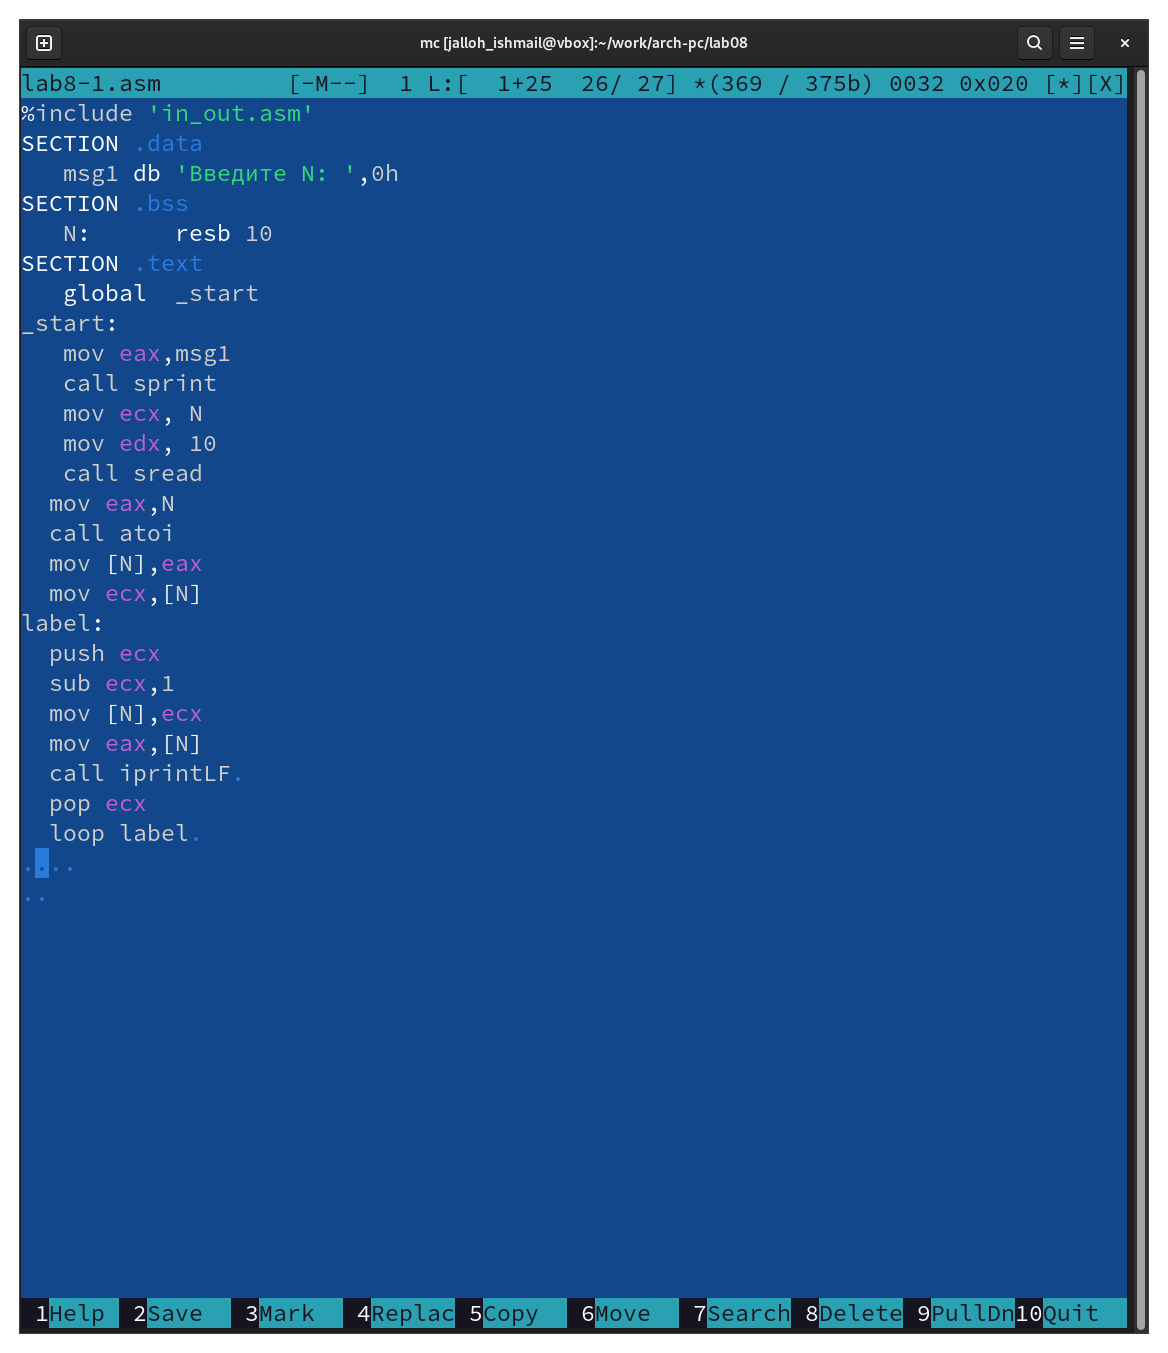 mc [jalloh_ishmail@vbox]:~/work/arch-pc/lab08
lab8-1.asm [-M--] 1 L:[ 1+25 26/ 27] *(369 / 375b) 0032 0x020 [*][X]
%include 'in_out.asm'
SECTION .data
msg1 db 'Введите N: ',0h
SECTION .bss
N: resb 10
SECTION .text
global _start
_start:
mov eax,msg1
call sprint
mov ecx, N
mov edx, 10
call sread
mov eax,N
call atoi
mov [N],eax
mov ecx,[N]
label:
push ecx
sub ecx,1
mov [N],ecx
mov eax,[N]
call iprintLF.
pop ecx
loop label.
....
..
1Help 2Save 3Mark 4Replac 5Copy 6Move 7Search 8Delete 9PullDn 10Quit